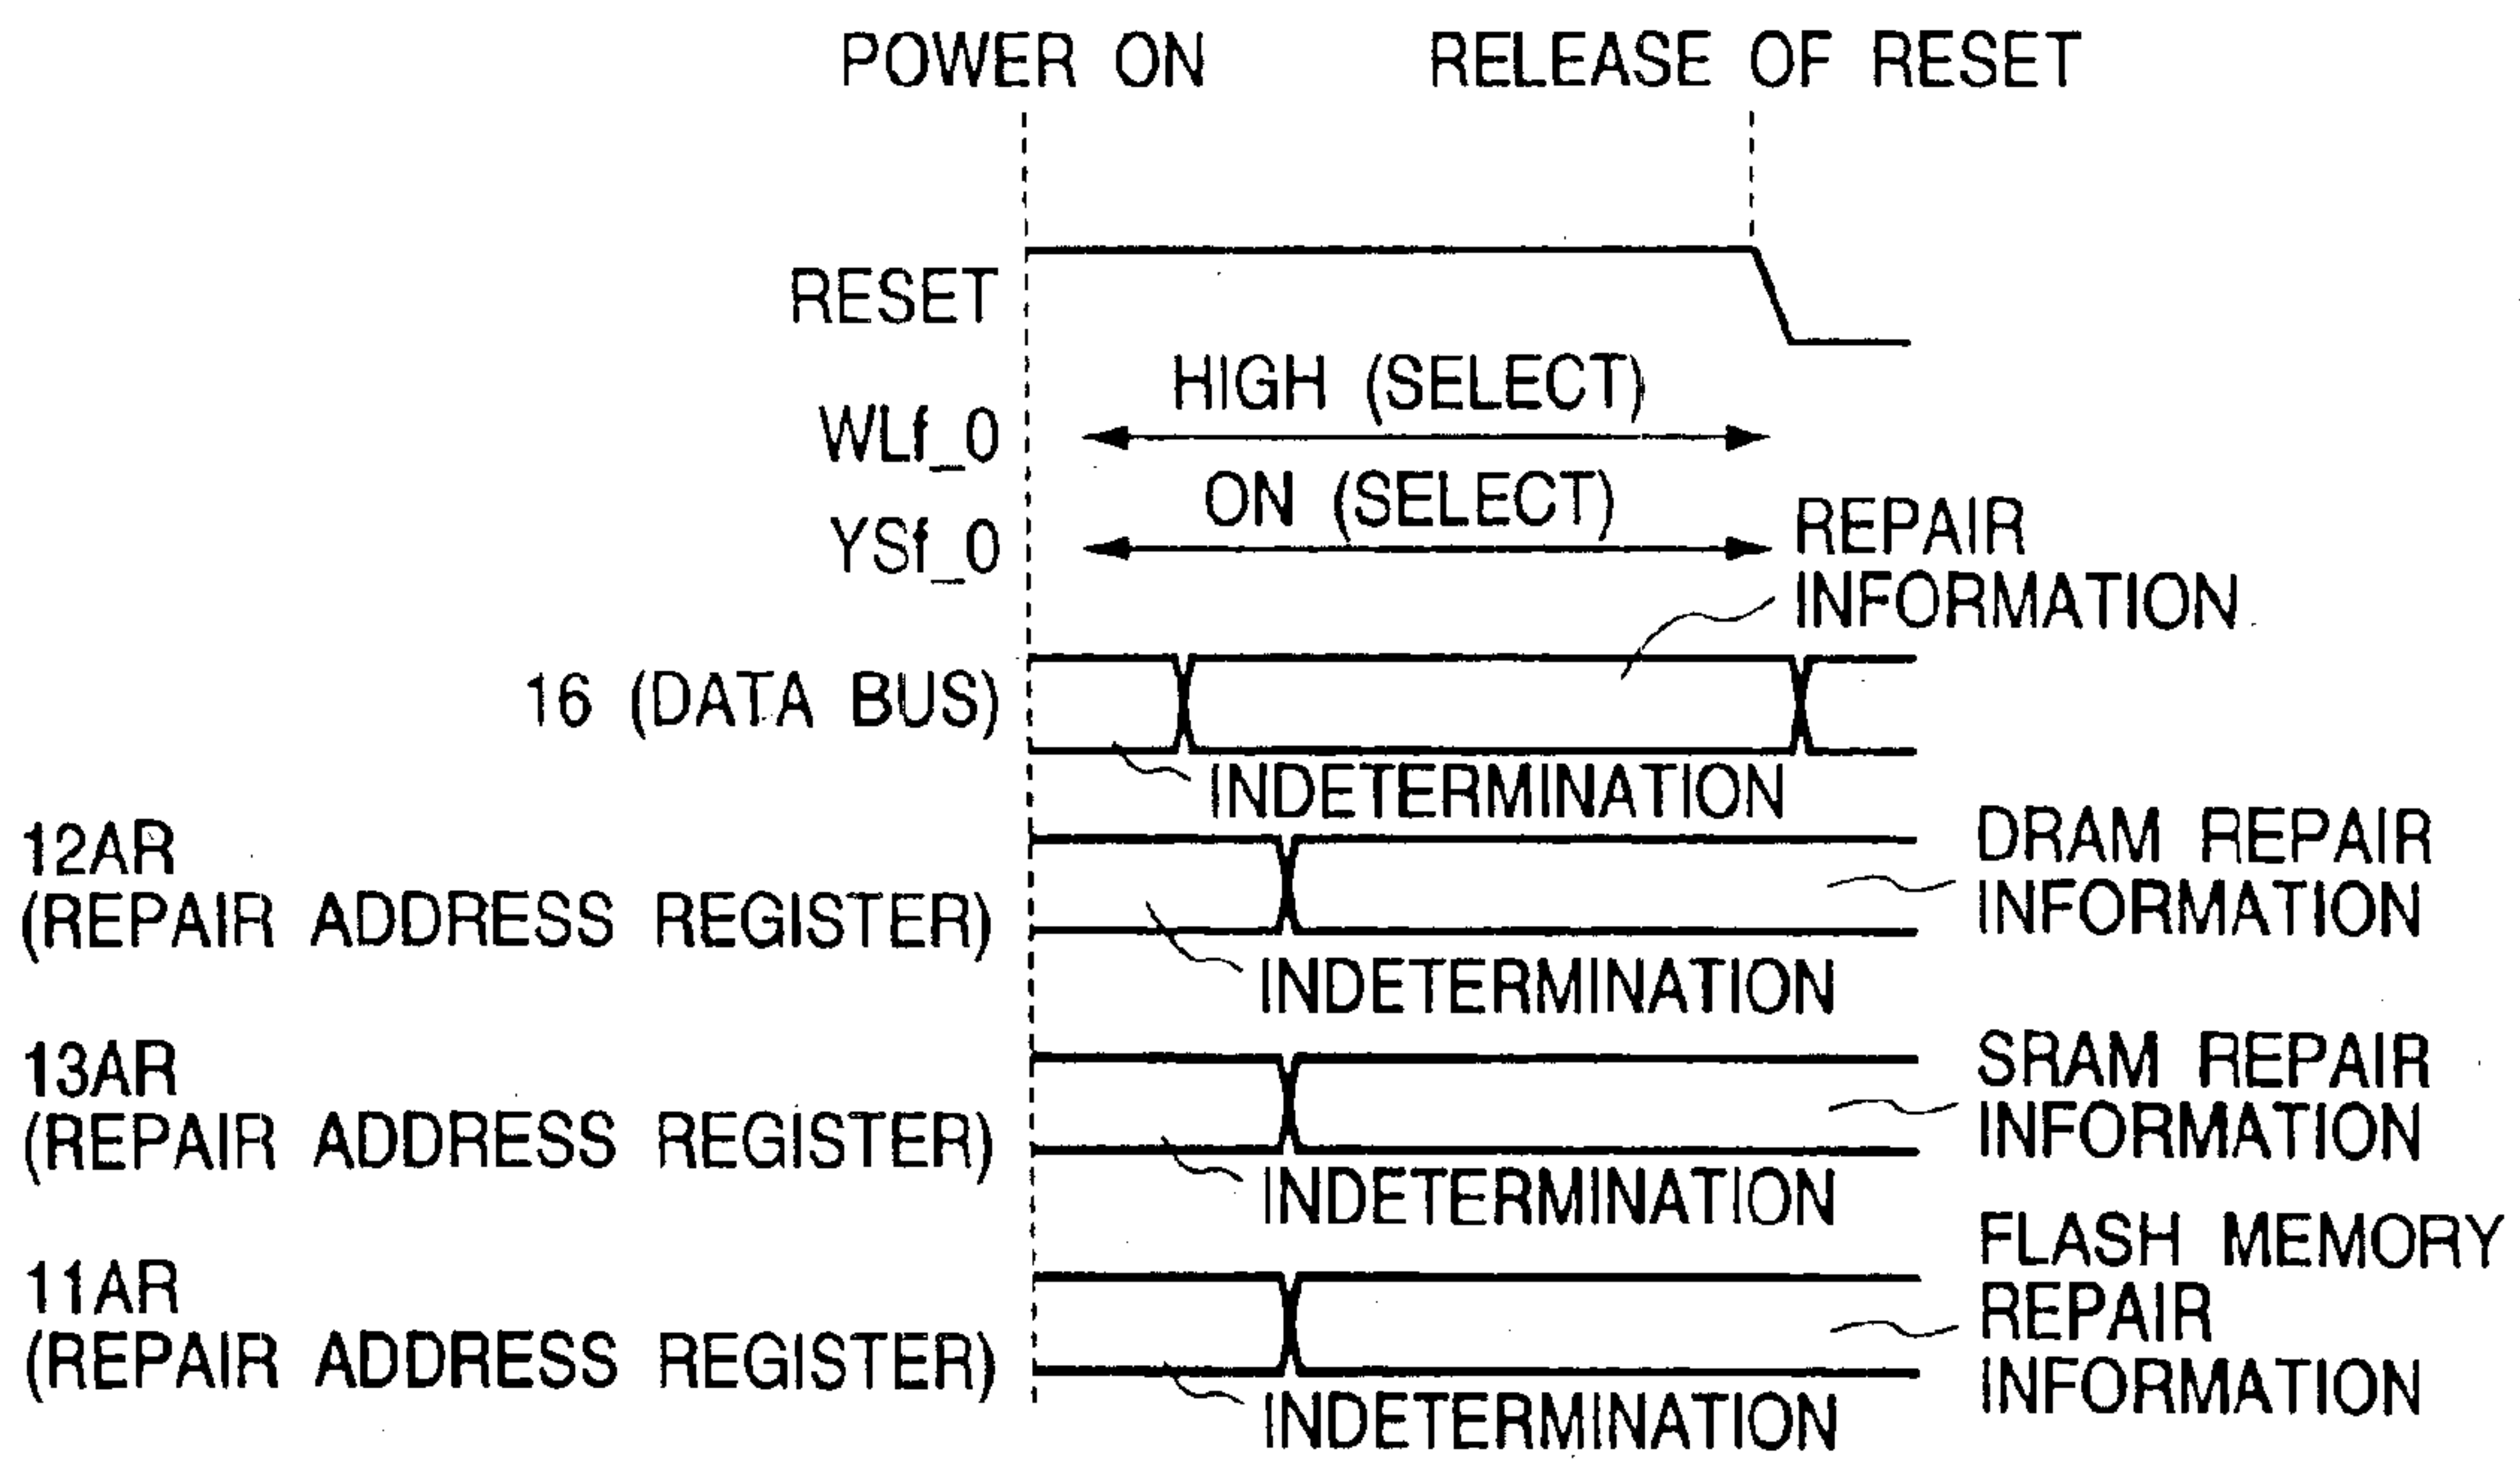 POWER ON
RELEASE OF RESET
RESET
HIGH (SELECT)
WLf_0
ON (SELECT)
YSf_0
REPAIR
INFORMATION
16 (DATA BUS)
INDETERMINATION
12AR
(REPAIR ADDRESS REGISTER)
DRAM REPAIR
INFORMATION
INDETERMINATION
13AR
(REPAIR ADDRESS REGISTER)
SRAM REPAIR
INFORMATION
INDETERMINATION
11AR
(REPAIR ADDRESS REGISTER)
FLASH MEMORY
REPAIR
INFORMATION
INDETERMINATION